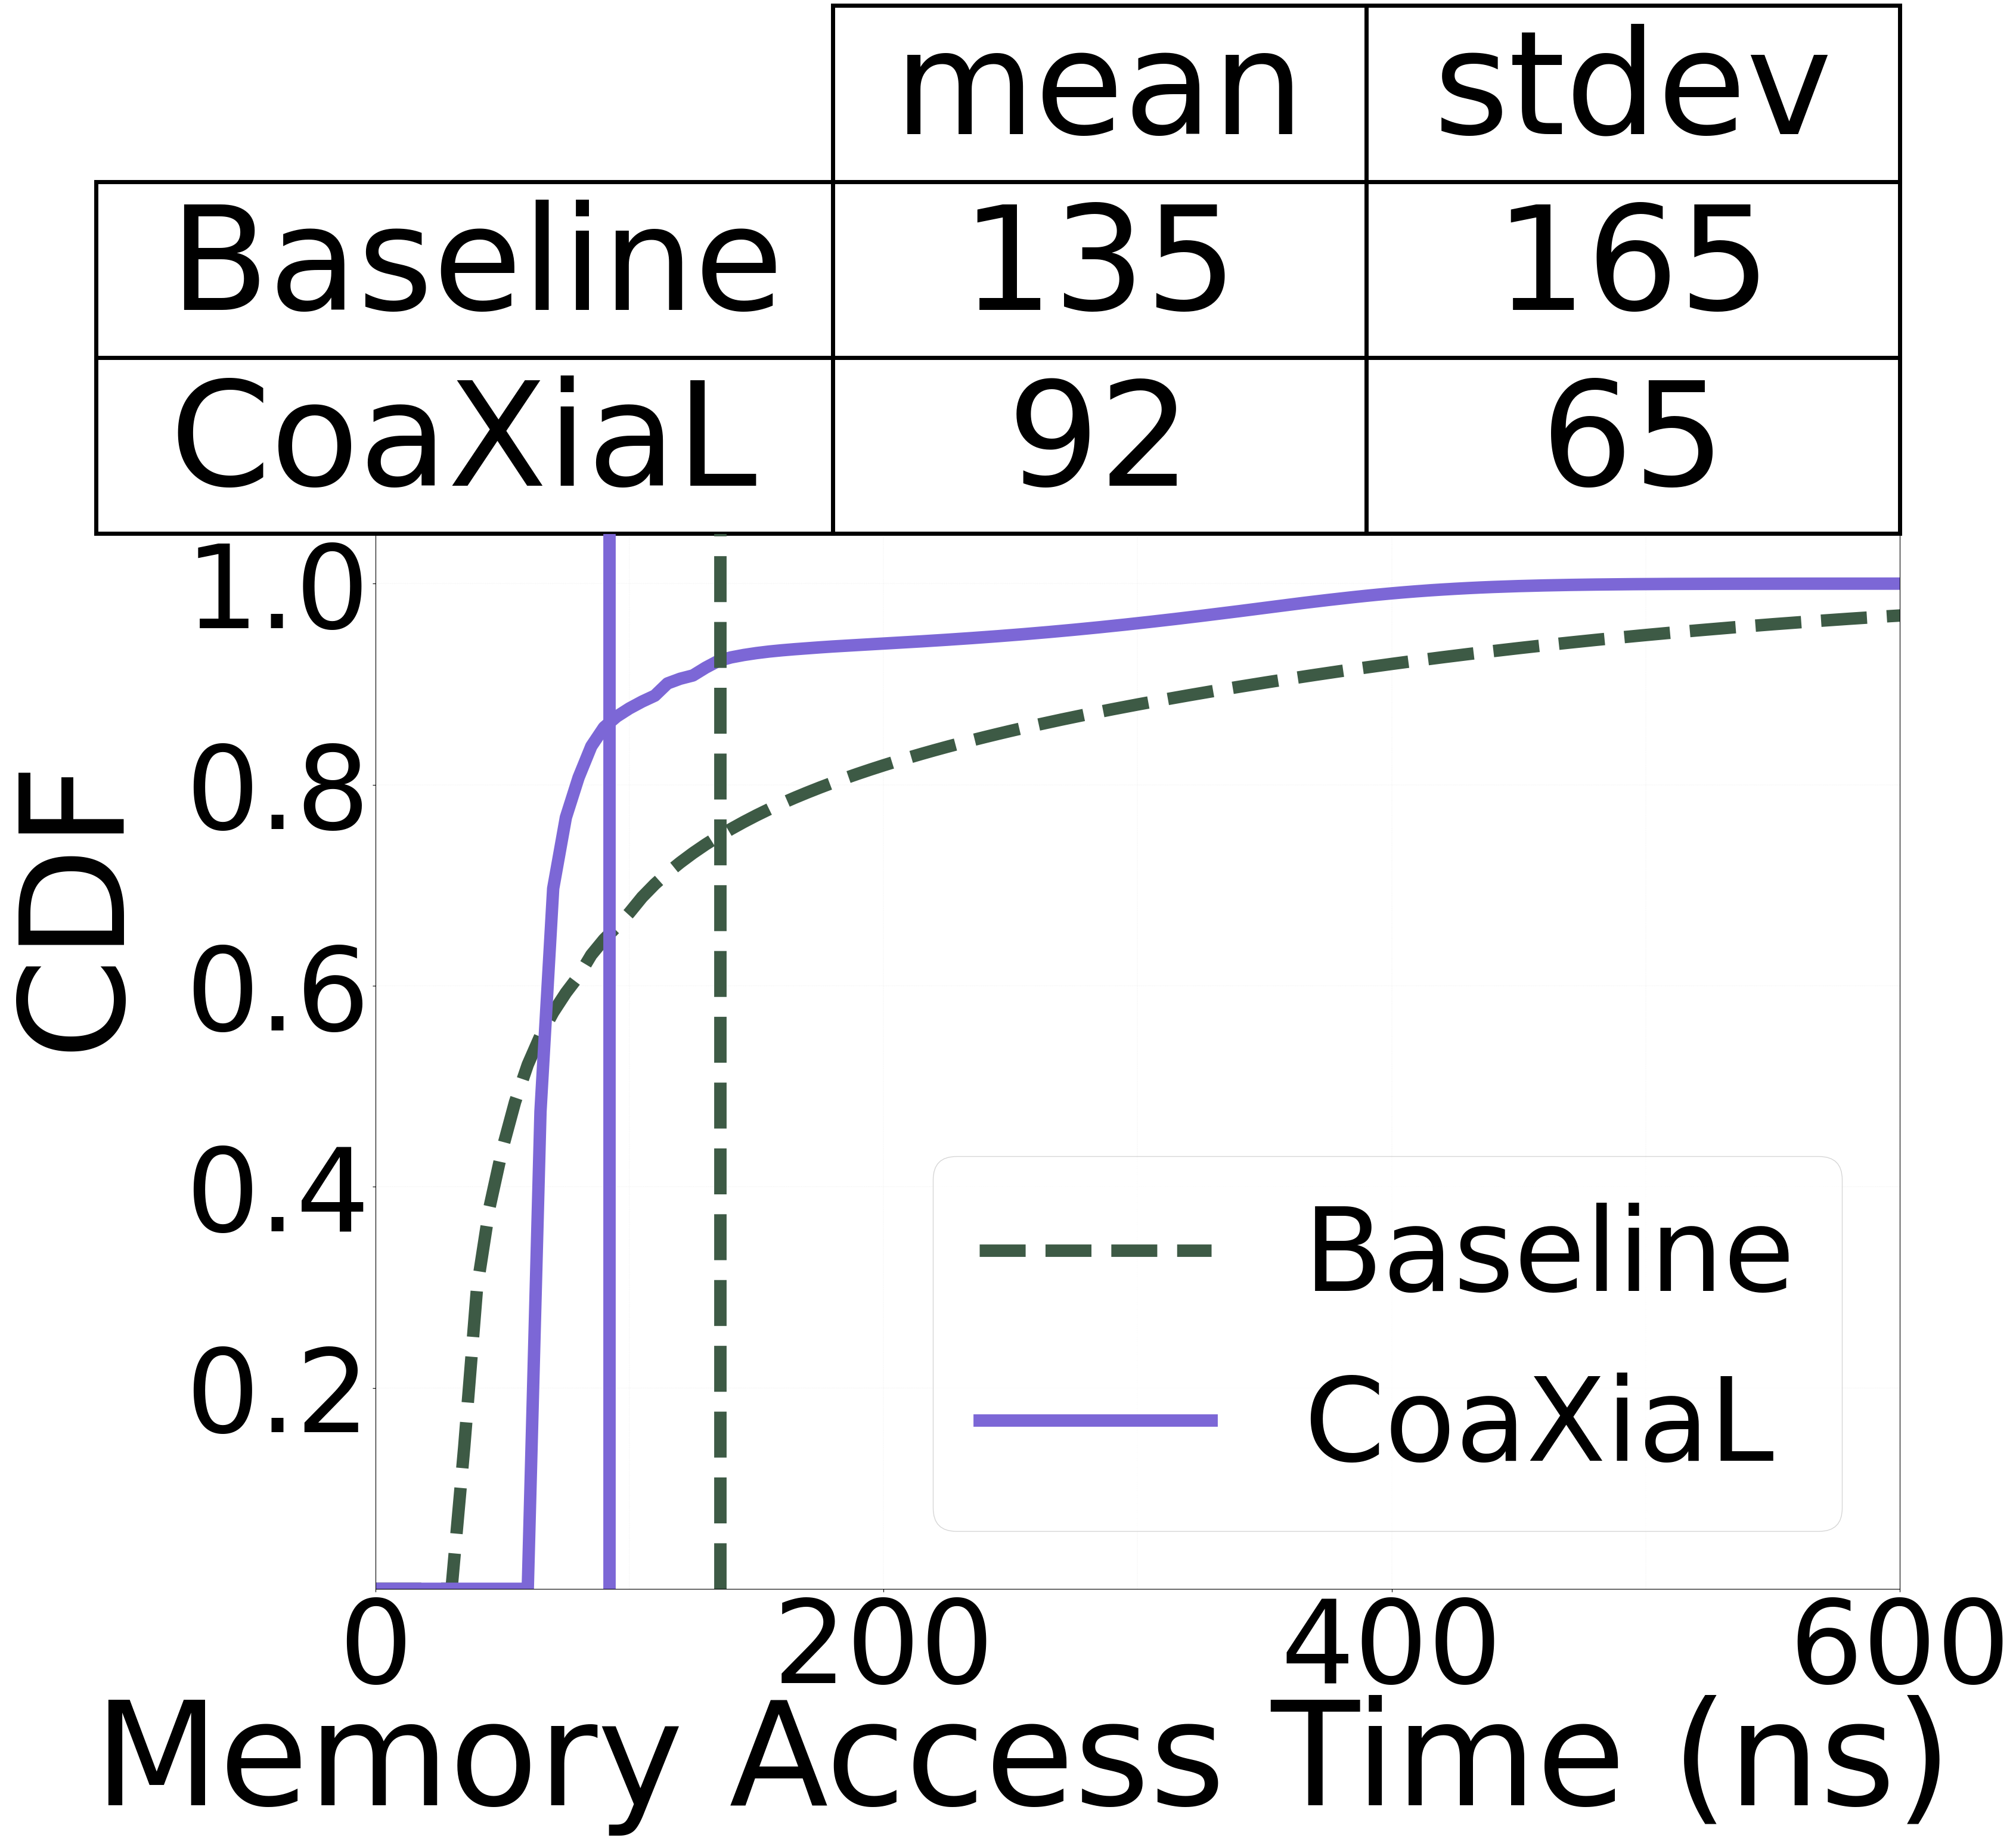 mean stdev
Baseline 135 165
CoaXiaL 92 65
1.0
0.8
0.6
0.4
0.2
CDF
Baseline
CoaXiaL
0 200 400 600
Memory Access Time (ns)